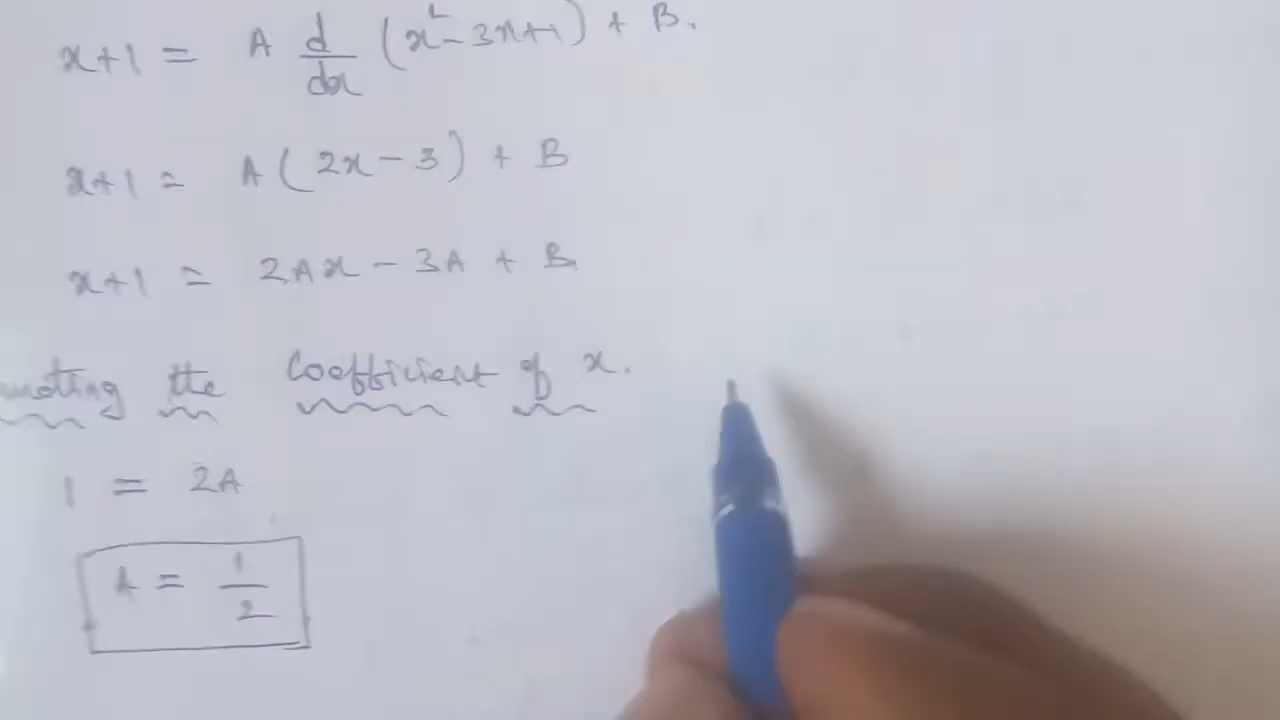 x+1 = A d/dx (x² - 3x+1) + B.
x+1 = A(2x - 3) + B
x+1 = 2Ax - 3A + B
the coefficient of x.
1 = 2A
A = 1/2